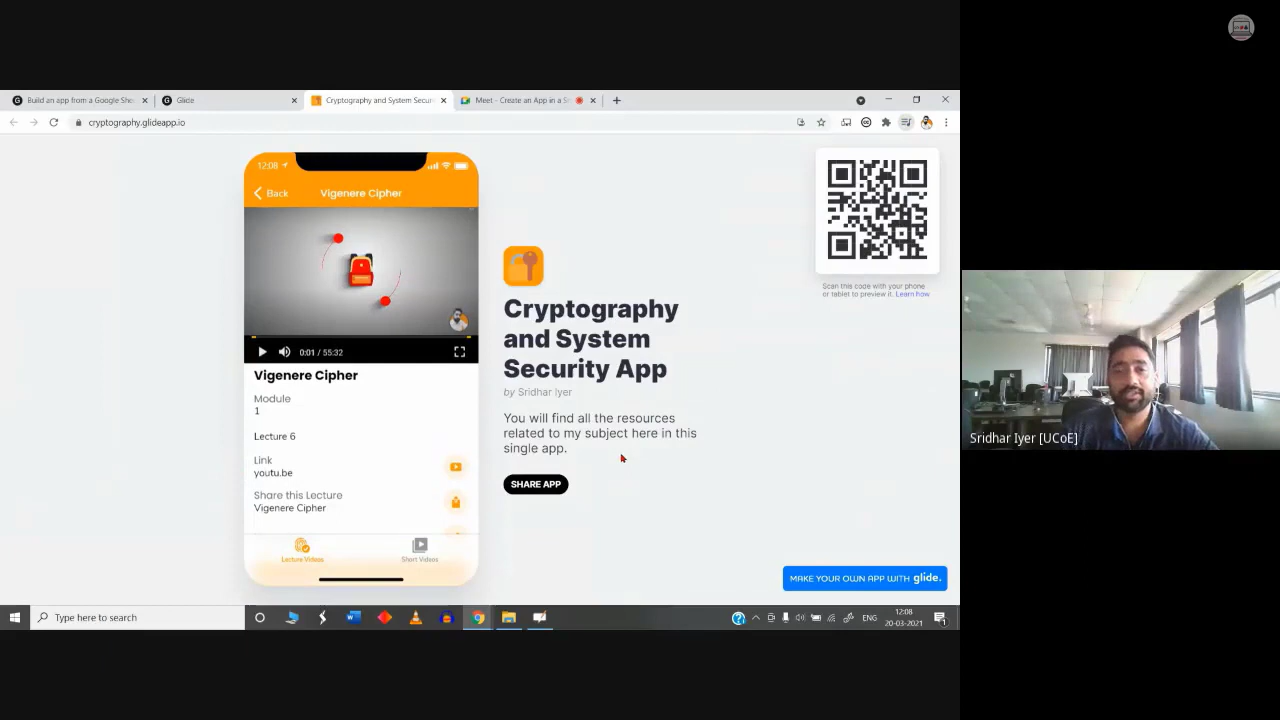 Build an app from a Google She
Glide
Cryptography and System Secur
Meet - Create an App in a S
cryptography.glideapp.io
12:08
Back
Vigenere Cipher
0:01 / 55:32
Vigenere Cipher
Module
1
Lecture 6
Link
youtu.be
Share this Lecture
Vigenere Cipher
Lecture Videos
Short Videos
Cryptography
and System
Security App
by Sridhar Iyer
You will find all the resources
related to my subject here in this
single app.
SHARE APP
Scan this code with your phone
or tablet to preview it. Learn how
MAKE YOUR OWN APP WITH glide.
Sridhar Iyer [UCoE]
Type here to search
ENG
12:08
20-03-2021